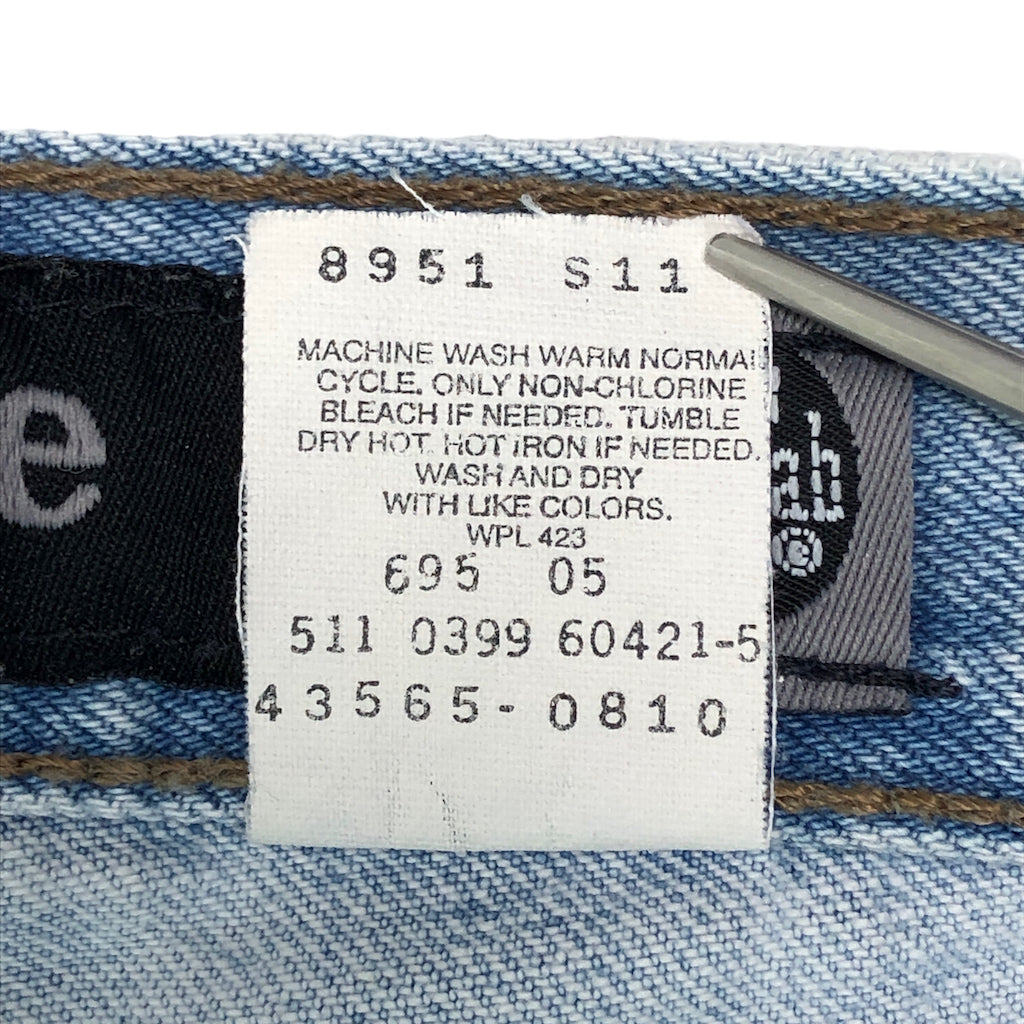 8951 S11
MACHINE WASH WARM NORMAL
CYCLE. ONLY NON-CHLORINE
BLEACH IF NEEDED. TUMBLE
DRY HOT. HOT IRON IF NEEDED.
WASH AND DRY
WITH LIKE COLORS.
WPL 423
695 05
511 0399 60421-5
43565-0810
e
ab
®